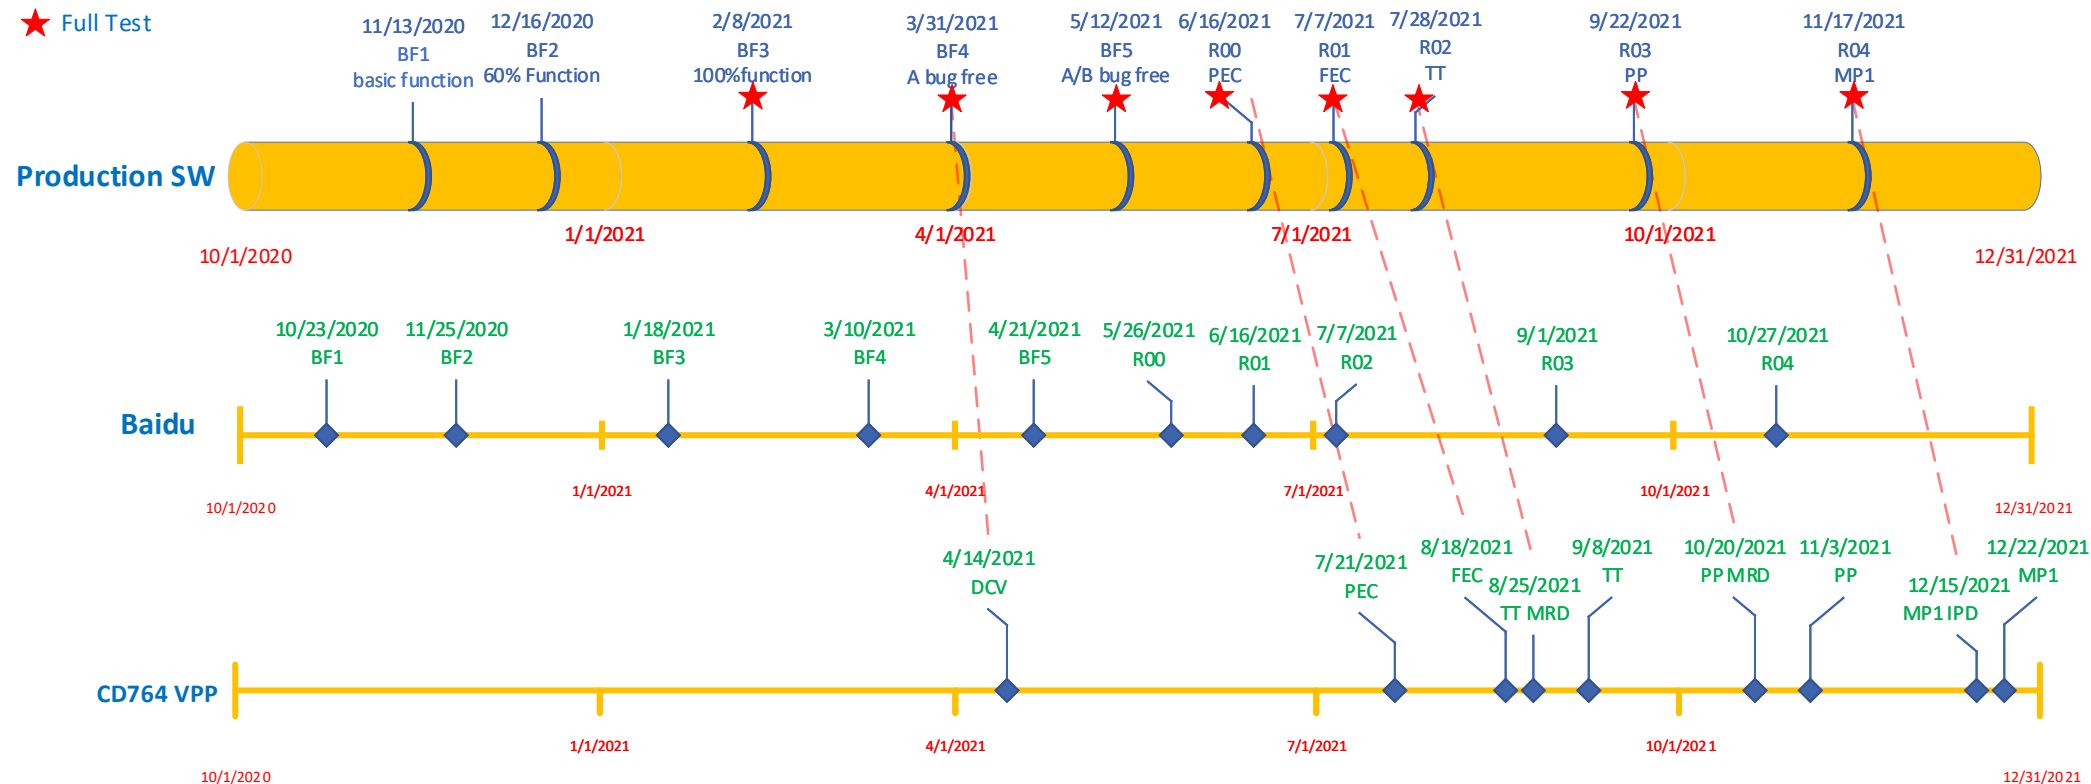 Full Test
11/13/2020
BF1
basic function
12/16/2020
BF2
60% Function
2/8/2021
BF3
100%function
3/31/2021
BF4
A bug free
5/12/2021
BF5
A/B bug free
6/16/2021
R00
PEC
7/7/2021
R01
FEC
7/28/2021
R02
TT
9/22/2021
R03
PP
11/17/2021
R04
MP1
Production SW
10/1/2020
1/1/2021
4/1/2021
7/1/2021
10/1/2021
12/31/2021
10/23/2020
BF1
11/25/2020
BF2
1/18/2021
BF3
3/10/2021
BF4
4/21/2021
BF5
5/26/2021
R00
6/16/2021
R01
7/7/2021
R02
9/1/2021
R03
10/27/2021
R04
Baidu
10/1/2020
1/1/2021
4/1/2021
7/1/2021
10/1/2021
12/31/2021
4/14/2021
DCV
7/21/2021
PEC
8/18/2021
FEC
8/25/2021
TT MRD
9/8/2021
TT
10/20/2021
PP MRD
11/3/2021
PP
12/15/2021
MP1 IPD
12/22/2021
MP1
CD764 VPP
10/1/2020
1/1/2021
4/1/2021
7/1/2021
10/1/2021
12/31/2021